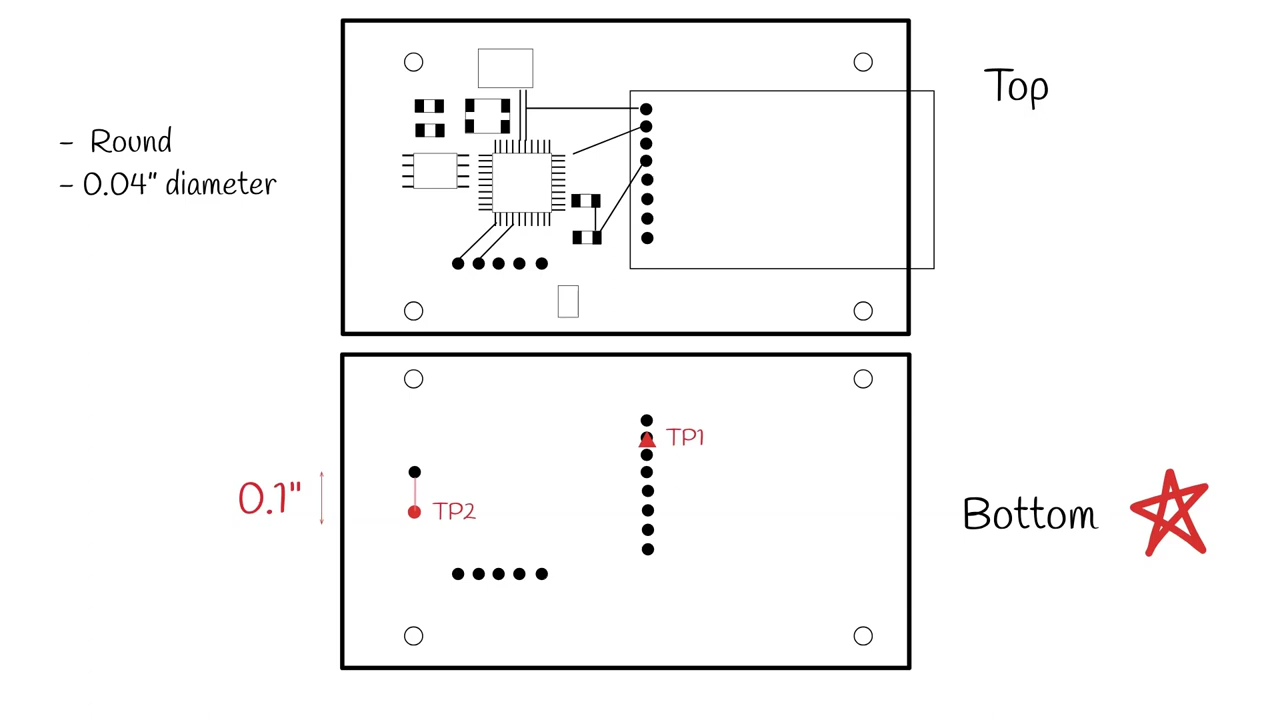 Top
- Round
- 0.04" diameter
TP1
0.1"
TP2
Bottom